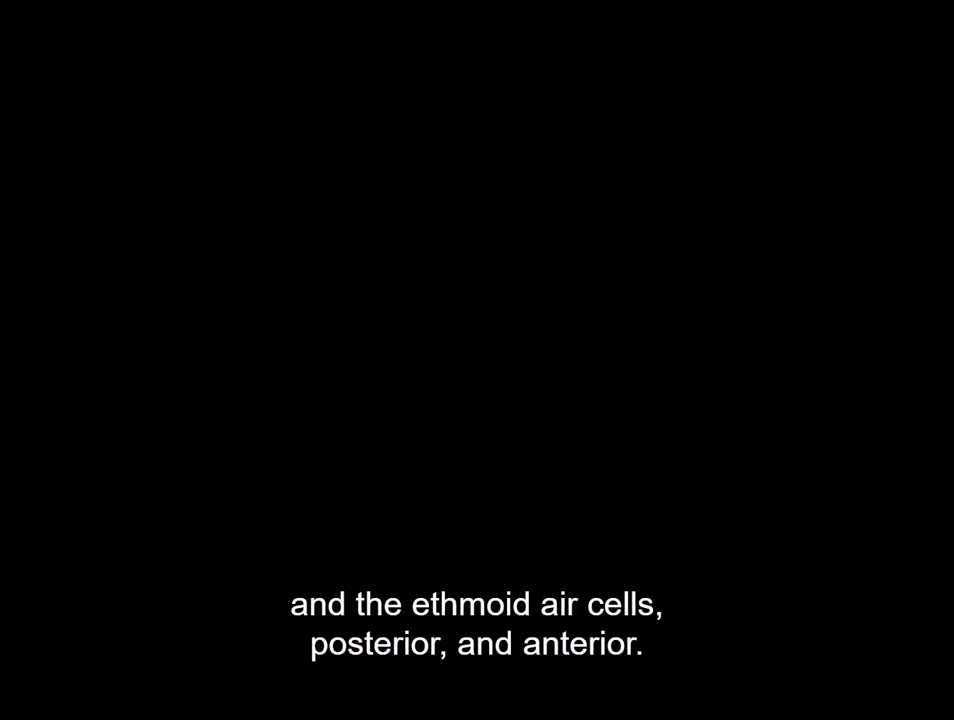 and the ethmoid air cells,
posterior, and anterior.